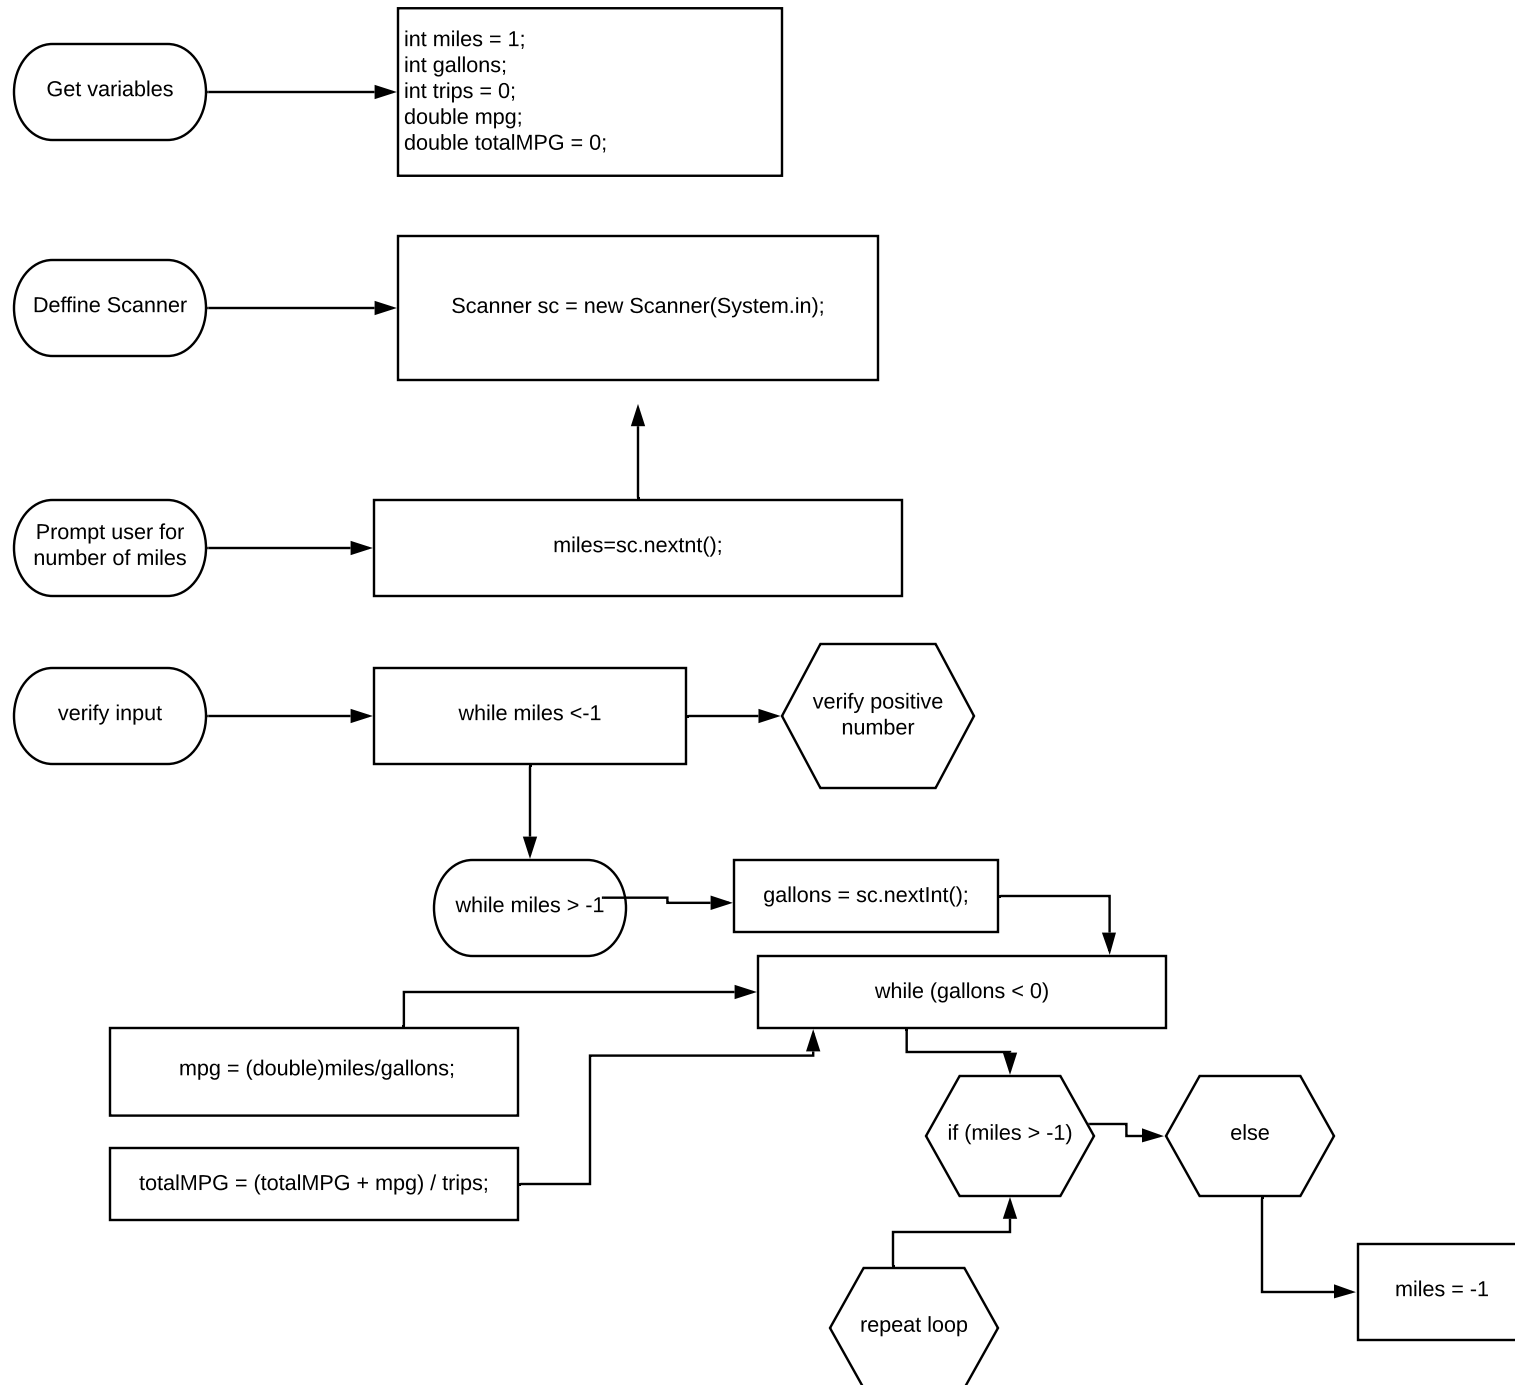 Get variables
int miles = 1;
int gallons;
int trips = 0;
double mpg;
double totalMPG = 0;
Deffine Scanner
Scanner sc = new Scanner(System.in);
Prompt user for
number of miles
miles=sc.nextnt();
verify input
while miles <-1
verify positive
number
while miles > -1
gallons = sc.nextInt();
while (gallons < 0)
mpg = (double)miles/gallons;
totalMPG = (totalMPG + mpg) / trips;
if (miles > -1)
else
repeat loop
miles = -1